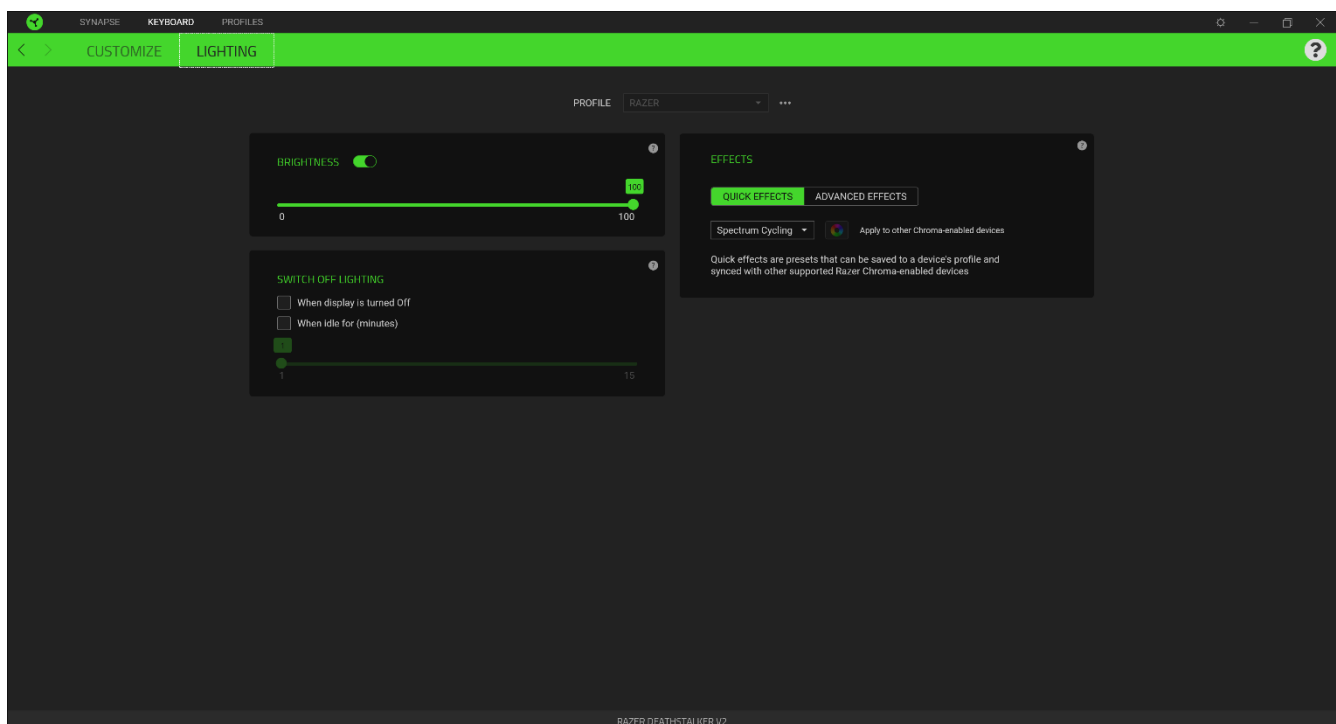 SYNAPSE KEYBOARD PROFILES
CUSTOMIZE LIGHTING
?
PROFILE RAZER
BRIGHTNESS
?
100
0 100
SWITCH OFF LIGHTING
?
When display is turned Off
When idle for (minutes)
1
1 15
EFFECTS
?
QUICK EFFECTS ADVANCED EFFECTS
Spectrum Cycling Apply to other Chroma-enabled devices
Quick effects are presets that can be saved to a device's profile and
synced with other supported Razer Chroma-enabled devices
RAZER DEATHSTALKER V2